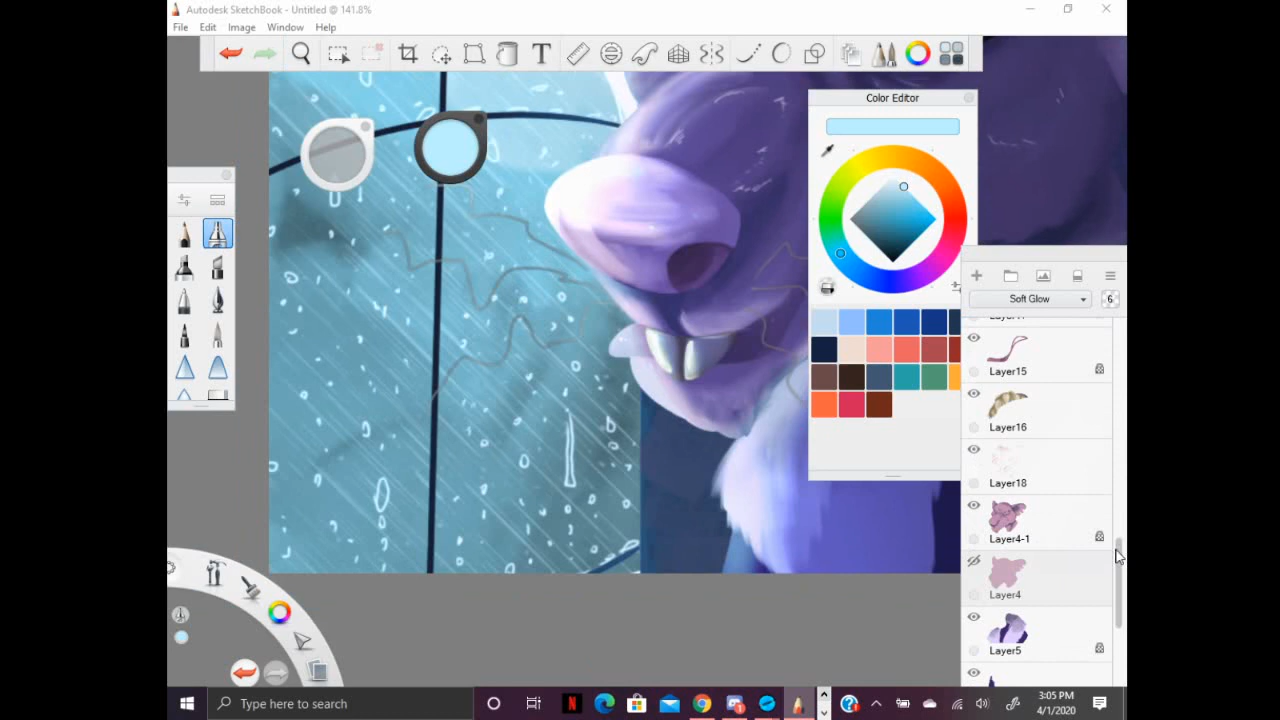 Autodesk SketchBook - Untitled @ 141.8%
File Edit Image Window Help
T
Color Editor
Soft Glow
6
Layer15
Layer16
Layer18
Layer4-1
Layer4
Layer5
Type here to search
3:05 PM
4/1/2020